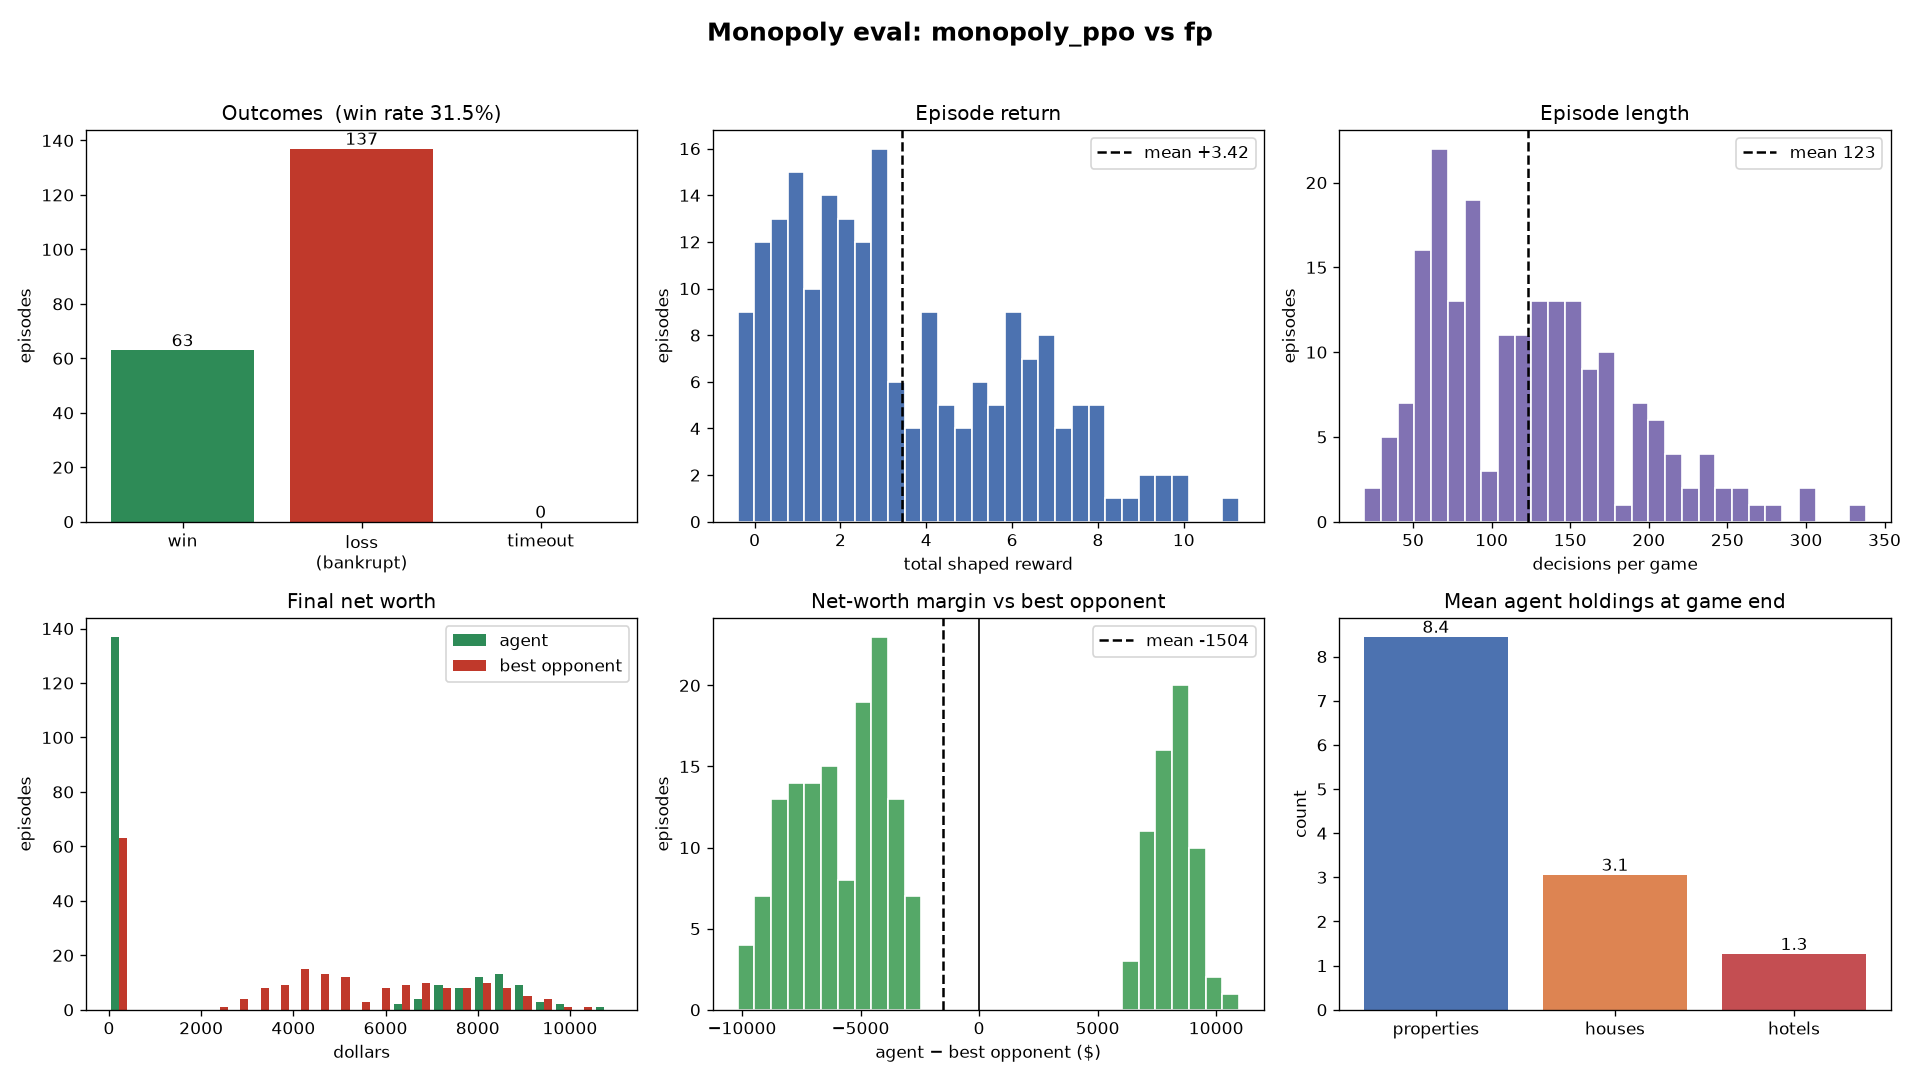 Monopoly eval: monopoly_ppo vs fp
Outcomes  (win rate 31.5%)
episodes
0
20
40
60
80
100
120
140
63
137
0
win
loss
(bankrupt)
timeout
Episode return
episodes
0
2
4
6
8
10
12
14
16
mean +3.42
0
2
4
6
8
10
total shaped reward
Episode length
episodes
0
5
10
15
20
mean 123
50
100
150
200
250
300
350
decisions per game
Final net worth
episodes
0
20
40
60
80
100
120
140
agent
best opponent
0
2000
4000
6000
8000
10000
dollars
Net-worth margin vs best opponent
episodes
0
5
10
15
20
mean -1504
−10000
−5000
0
5000
10000
agent − best opponent ($)
Mean agent holdings at game end
count
0
1
2
3
4
5
6
7
8
8.4
3.1
1.3
properties
houses
hotels